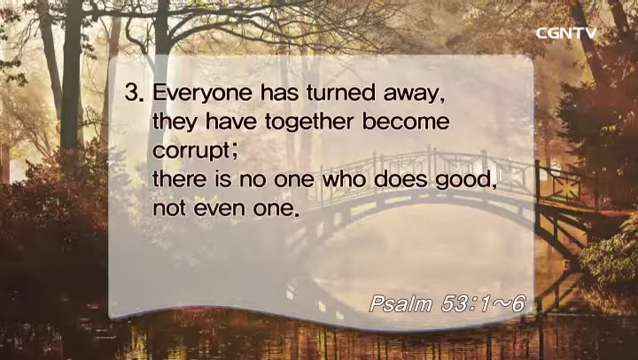 CGNTV
3. Everyone has turned away,
they have together become
corrupt;
there is no one who does good,
not even one.
Psalm 53:1~6